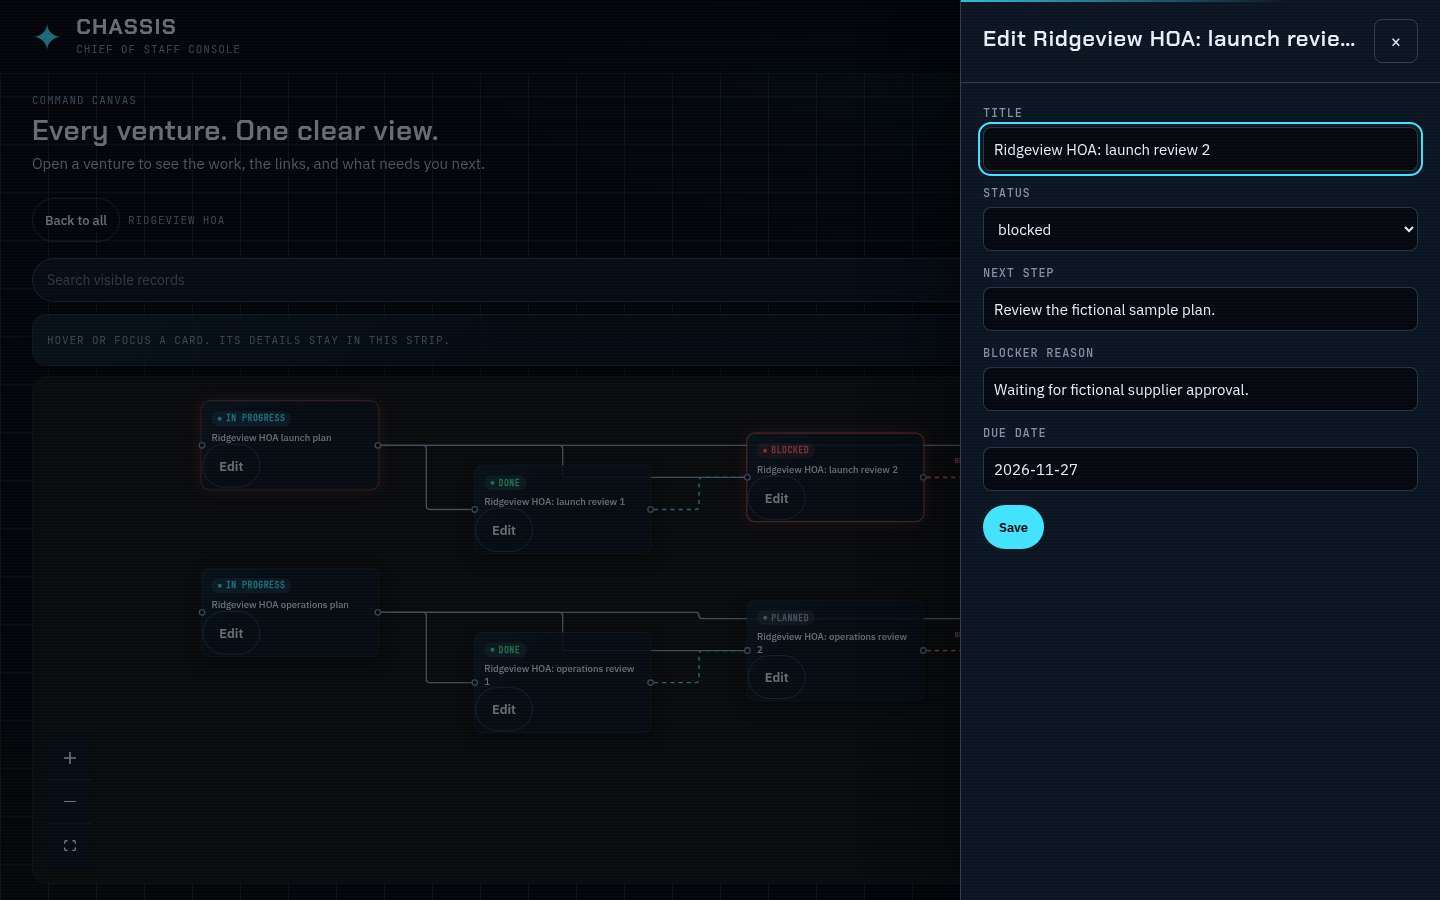 CHASSIS
CHIEF OF STAFF CONSOLE
COMMAND CANVAS
Every venture. One clear view.
Open a venture to see the work, the links, and what needs you next.
Back to all
RIDGEVIEW HOA
Search visible records
HOVER OR FOCUS A CARD. ITS DETAILS STAY IN THIS STRIP.
IN PROGRESS
Ridgeview HOA launch plan
Edit
DONE
Ridgeview HOA: launch review 1
Edit
BLOCKED
Ridgeview HOA: launch review 2
Edit
IN PROGRESS
Ridgeview HOA operations plan
Edit
DONE
Ridgeview HOA: operations review
1
Edit
PLANNED
Ridgeview HOA: operations review
2
Edit
Edit Ridgeview HOA: launch revie...
×
TITLE
Ridgeview HOA: launch review 2
STATUS
blocked
NEXT STEP
Review the fictional sample plan.
BLOCKER REASON
Waiting for fictional supplier approval.
DUE DATE
2026-11-27
Save